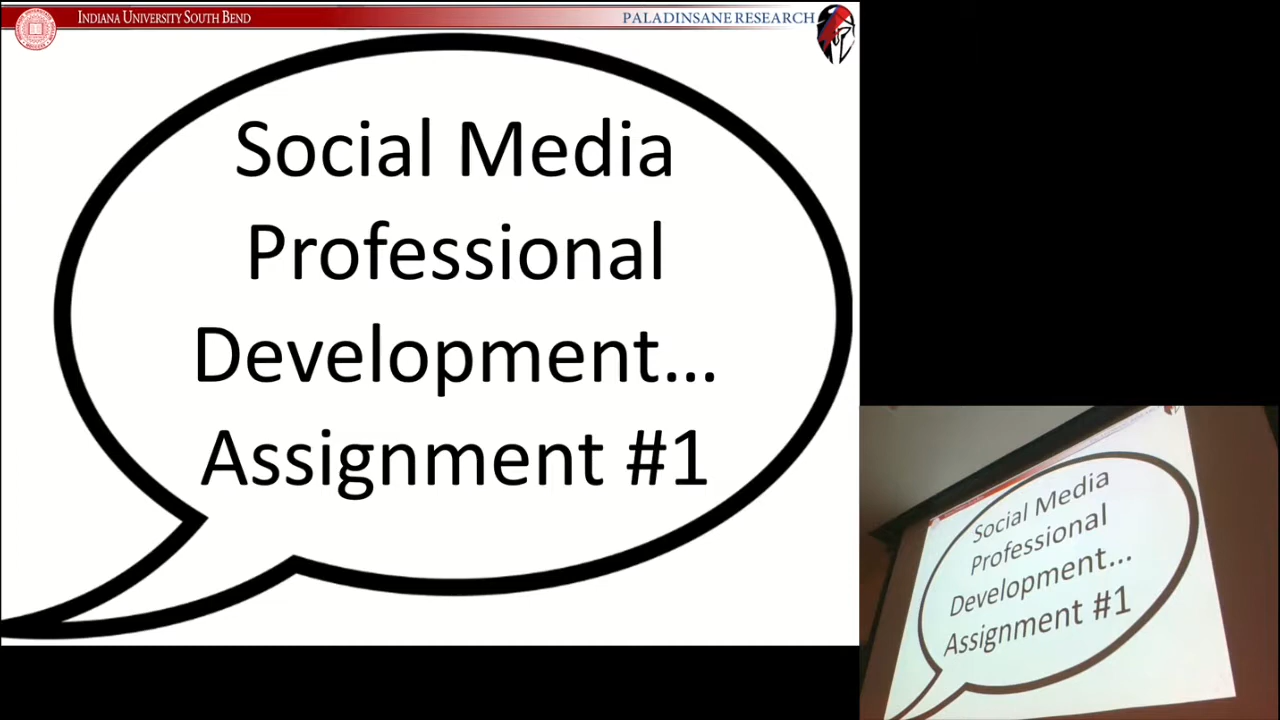 INDIANA UNIVERSITY SOUTH BEND
PALADINSANE RESEARCH
Social Media
Professional
Development...
Assignment #1
Social Media
Professional
Development...
Assignment #1